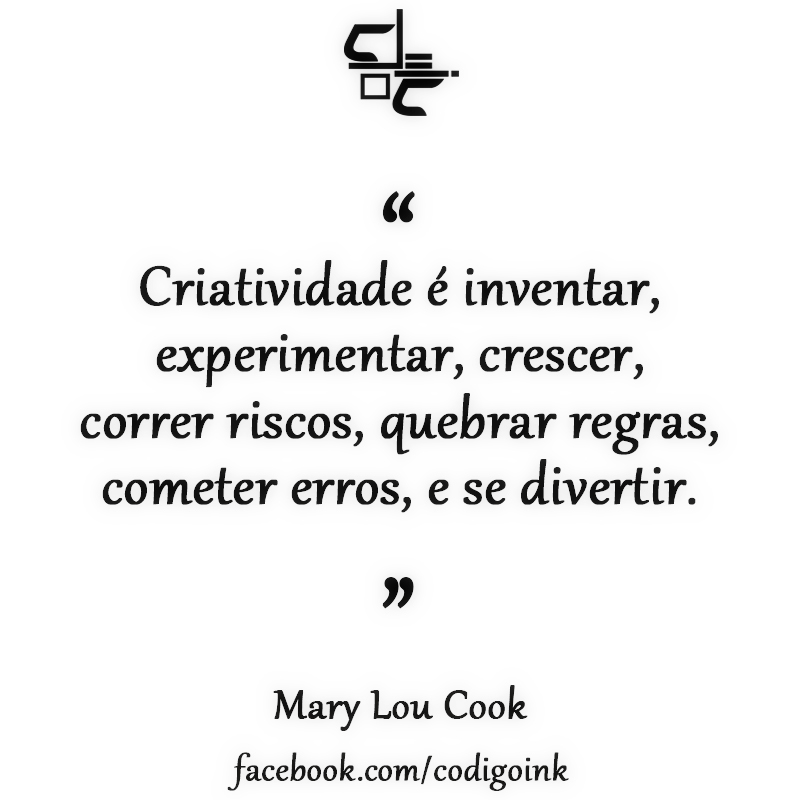 “
Criatividade é inventar,
experimentar, crescer,
correr riscos, quebrar regras,
cometer erros, e se divertir.
”
Mary Lou Cook
facebook.com/codigoink